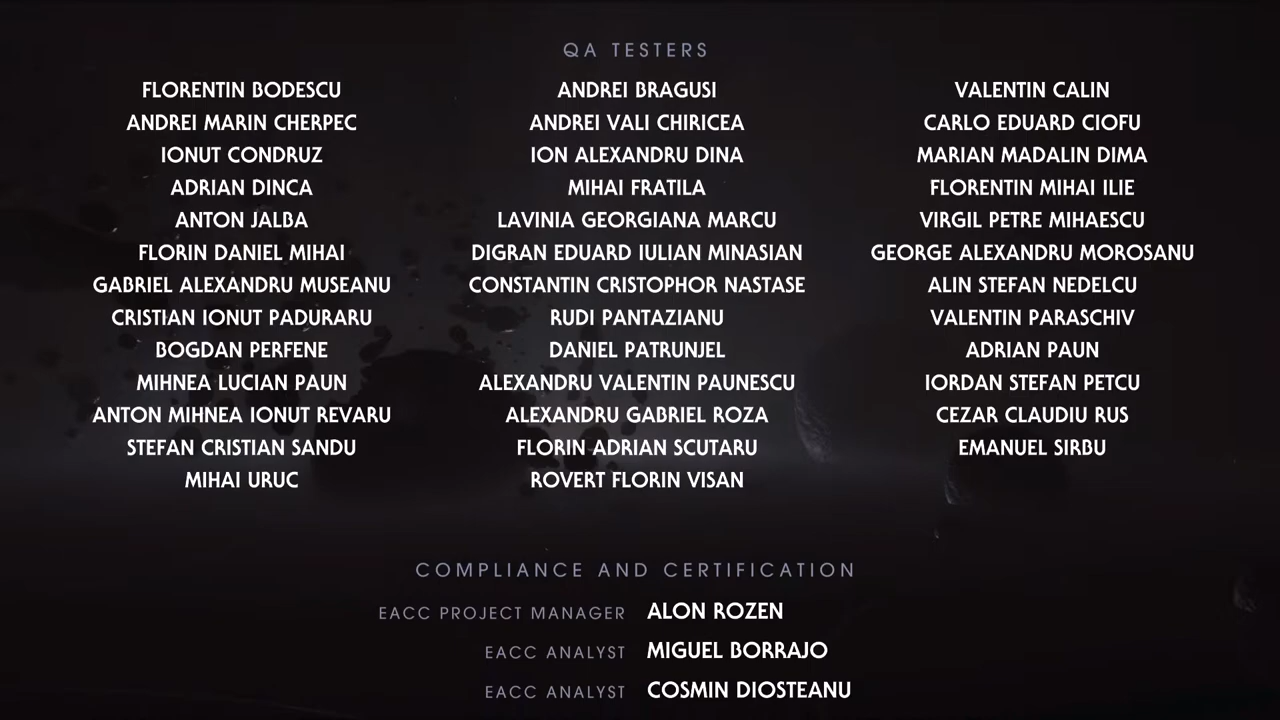 QA TESTERS
FLORENTIN BODESCU ANDREI BRAGUSI VALENTIN CALIN
ANDREI MARIN CHERPEC ANDREI VALI CHIRICEA CARLO EDUARD CIOFU
IONUT CONDRUZ ION ALEXANDRU DINA MARIAN MADALIN DIMA
ADRIAN DINCA MIHAI FRATILA FLORENTIN MIHAI ILIE
ANTON JALBA LAVINIA GEORGIANA MARCU VIRGIL PETRE MIHAESCU
FLORIN DANIEL MIHAI DIGRAN EDUARD IULIAN MINASIAN GEORGE ALEXANDRU MOROSANU
GABRIEL ALEXANDRU MUSEANU CONSTANTIN CRISTOPHOR NASTASE ALIN STEFAN NEDELCU
CRISTIAN IONUT PADURARU RUDI PANTAZIANU VALENTIN PARASCHIV
BOGDAN PERFENE DANIEL PATRUNJEL ADRIAN PAUN
MIHNEA LUCIAN PAUN ALEXANDRU VALENTIN PAUNESCU IORDAN STEFAN PETCU
ANTON MIHNEA IONUT REVARU ALEXANDRU GABRIEL ROZA CEZAR CLAUDIU RUS
STEFAN CRISTIAN SANDU FLORIN ADRIAN SCUTARU EMANUEL SIRBU
MIHAI URUC ROVERT FLORIN VISAN
COMPLIANCE AND CERTIFICATION
EACC PROJECT MANAGER ALON ROZEN
EACC ANALYST MIGUEL BORRAJO
EACC ANALYST COSMIN DIOSTEANU